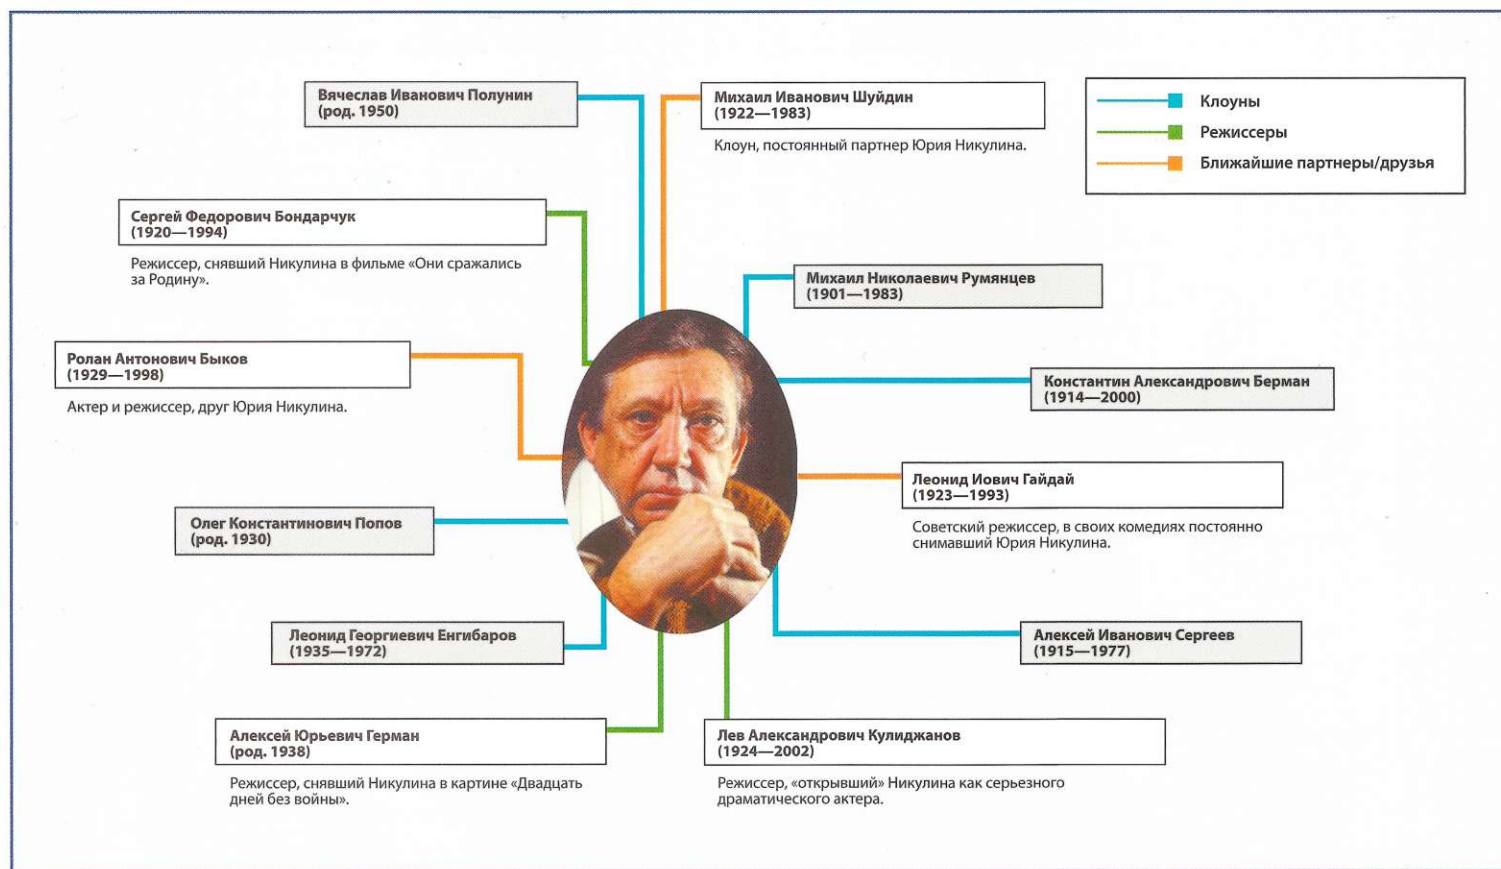 Вячеслав Иванович Полунин
(род. 1950)
Михаил Иванович Шуйдин
(1922—1983)
Клоун, постоянный партнер Юрия Никулина.
Клоуны
Режиссеры
Ближайшие партнеры/друзья
Сергей Федорович Бондарчук
(1920—1994)
Режиссер, снявший Никулина в фильме «Они сражались
за Родину».
Михаил Николаевич Румянцев
(1901—1983)
Ролан Антонович Быков
(1929—1998)
Актер и режиссер, друг Юрия Никулина.
Константин Александрович Берман
(1914—2000)
Леонид Иович Гайдай
(1923—1993)
Советский режиссер, в своих комедиях постоянно
снимавший Юрия Никулина.
Олег Константинович Попов
(род. 1930)
Леонид Георгиевич Енгибаров
(1935—1972)
Алексей Иванович Сергеев
(1915—1977)
Алексей Юрьевич Герман
(род. 1938)
Режиссер, снявший Никулина в картине «Двадцать
дней без войны».
Лев Александрович Кулиджанов
(1924—2002)
Режиссер, «открывший» Никулина как серьезного
драматического актера.